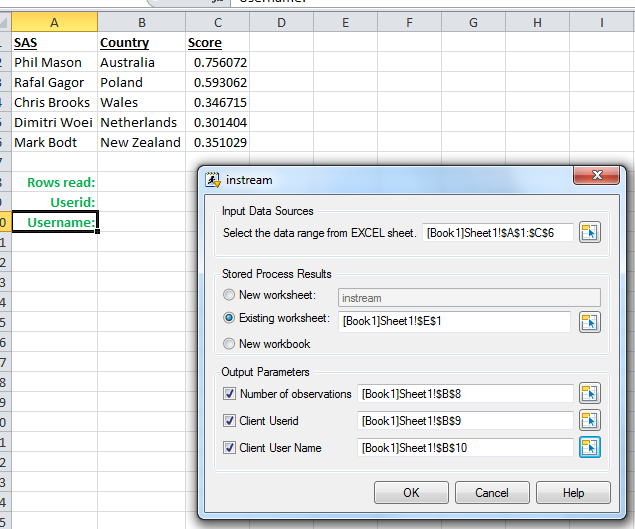 A B C D E F G H I
SAS Country Score
Phil Mason Australia 0.756072
Rafal Gagor Poland 0.593062
Chris Brooks Wales 0.346715
Dimitri Woei Netherlands 0.301404
Mark Bodt New Zealand 0.351029
Rows read:
Userid:
Username:
instream
Input Data Sources
Select the data range from EXCEL sheet. [Book1]Sheet1!$A$1:$C$6
Stored Process Results
New worksheet: instream
Existing worksheet: [Book1]Sheet1!$E$1
New workbook
Output Parameters
Number of observations [Book1]Sheet1!$B$8
Client Userid [Book1]Sheet1!$B$9
Client User Name [Book1]Sheet1!$B$10
OK Cancel Help